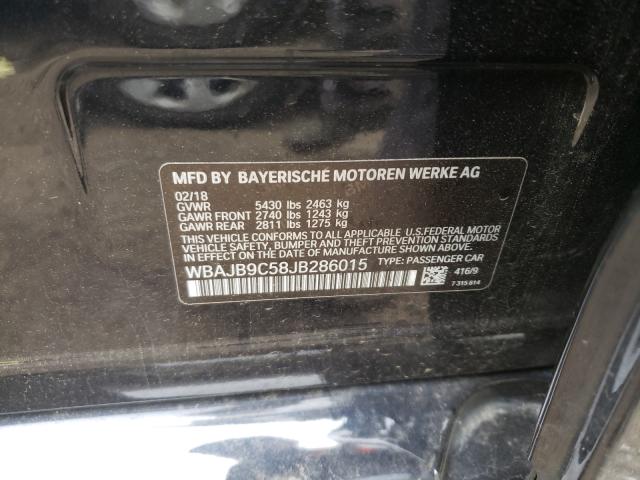 MFD BY BAYERISCHE MOTOREN WERKE AG
02/18
GVWR 5430 lbs 2463 kg
GAWR FRONT 2740 lbs 1243 kg
GAWR REAR 2811 lbs 1275 kg
THIS VEHICLE CONFORMS TO ALL APPLICABLE U.S.FEDERAL MOTOR
VEHICLE SAFETY, BUMPER AND THEFT PREVENTION STANDARDS
IN EFFECT ON THE DATE OF MANUFACTURE SHOWN ABOVE.
WBAJB9C58JB286015 TYPE: PASSENGER CAR
416/9
7 315 614